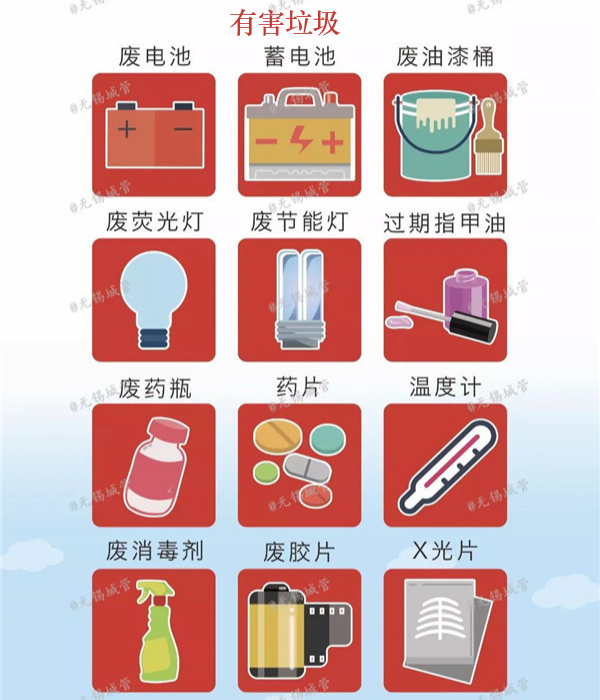 有害垃圾
废电池 蓄电池 废油漆桶
废荧光灯 废节能灯 过期指甲油
废药瓶 药片 温度计
废消毒剂 废胶片 X光片
@无锡城管